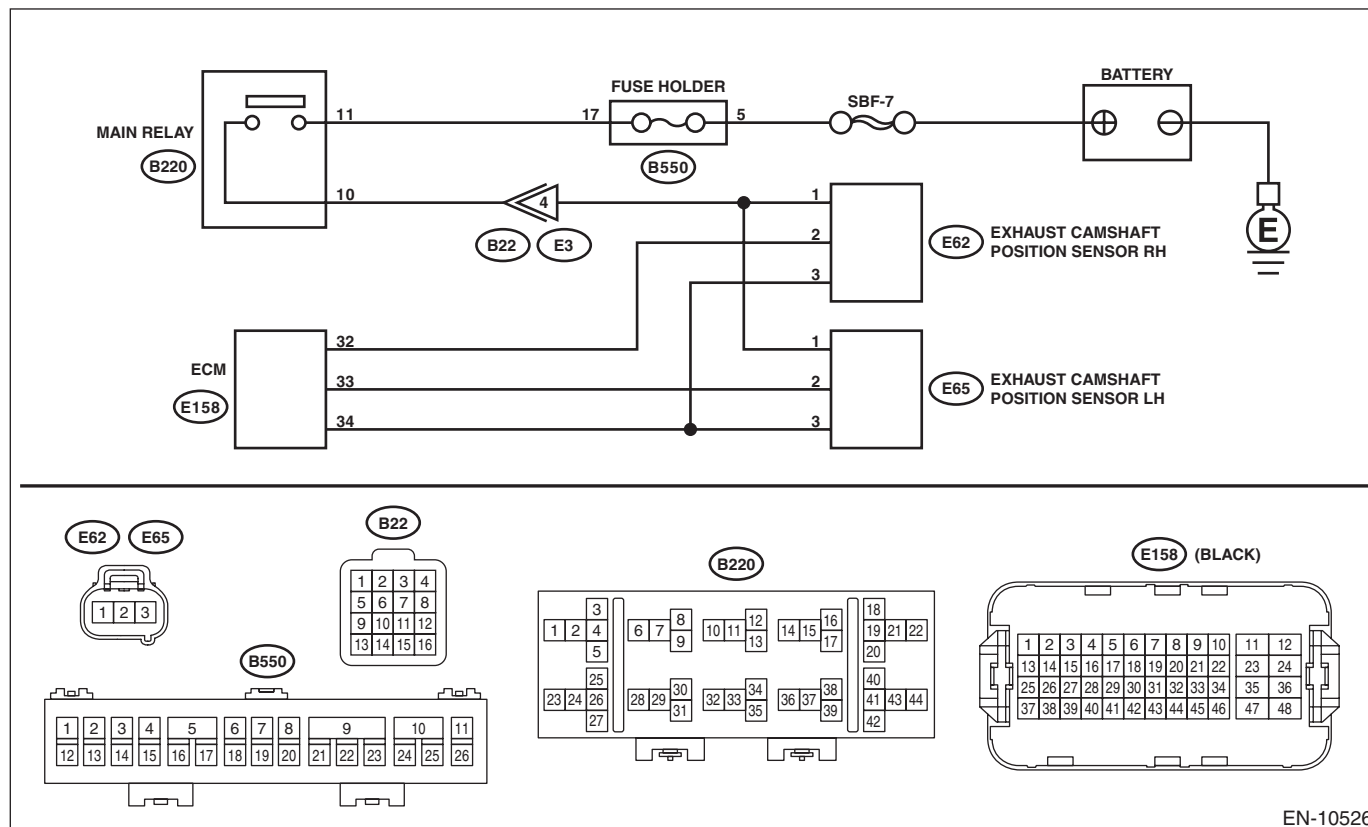 BATTERY
FUSE HOLDER
SBF-7
11
17
5
MAIN RELAY
B220
B550
10
4
1
B22
E3
2
E62
EXHAUST CAMSHAFT
POSITION SENSOR RH
E
3
32
1
ECM
33
2
E65
EXHAUST CAMSHAFT
POSITION SENSOR LH
E158
34
3
E62
E65
1 2 3
B22
1 2 3 4
5 6 7 8
9 10 11 12
13 14 15 16
B550
1 2 3 4 5 6 7 8 9 10 11
12 13 14 15 16 17 18 19 20 21 22 23 24 25 26
B220
3 8 12 16 18
1 2 4 6 7 10 11 14 15 19 21 22
5 9 13 17 20
25 30 34 38 40
23 24 26 28 29 32 33 36 37 41 43 44
27 31 35 39 42
E158 (BLACK)
1 2 3 4 5 6 7 8 9 10 11 12
13 14 15 16 17 18 19 20 21 22 23 24
25 26 27 28 29 30 31 32 33 34 35 36
37 38 39 40 41 42 43 44 45 46 47 48
EN-10526